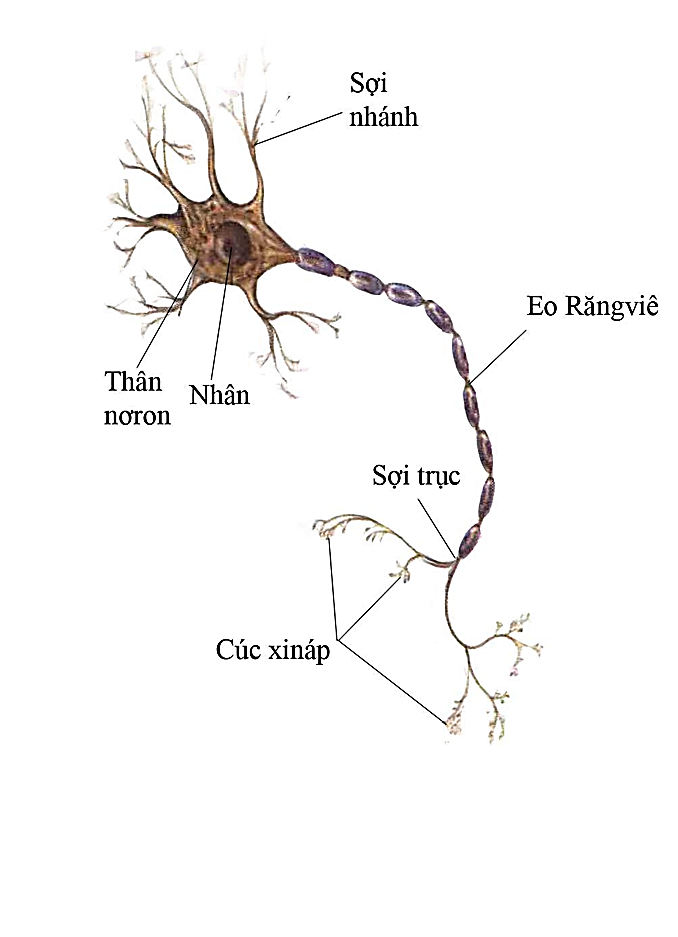 Sợi
nhánh
Eo Răngviê
Thân
nơron
Nhân
Sợi trục
Cúc xináp